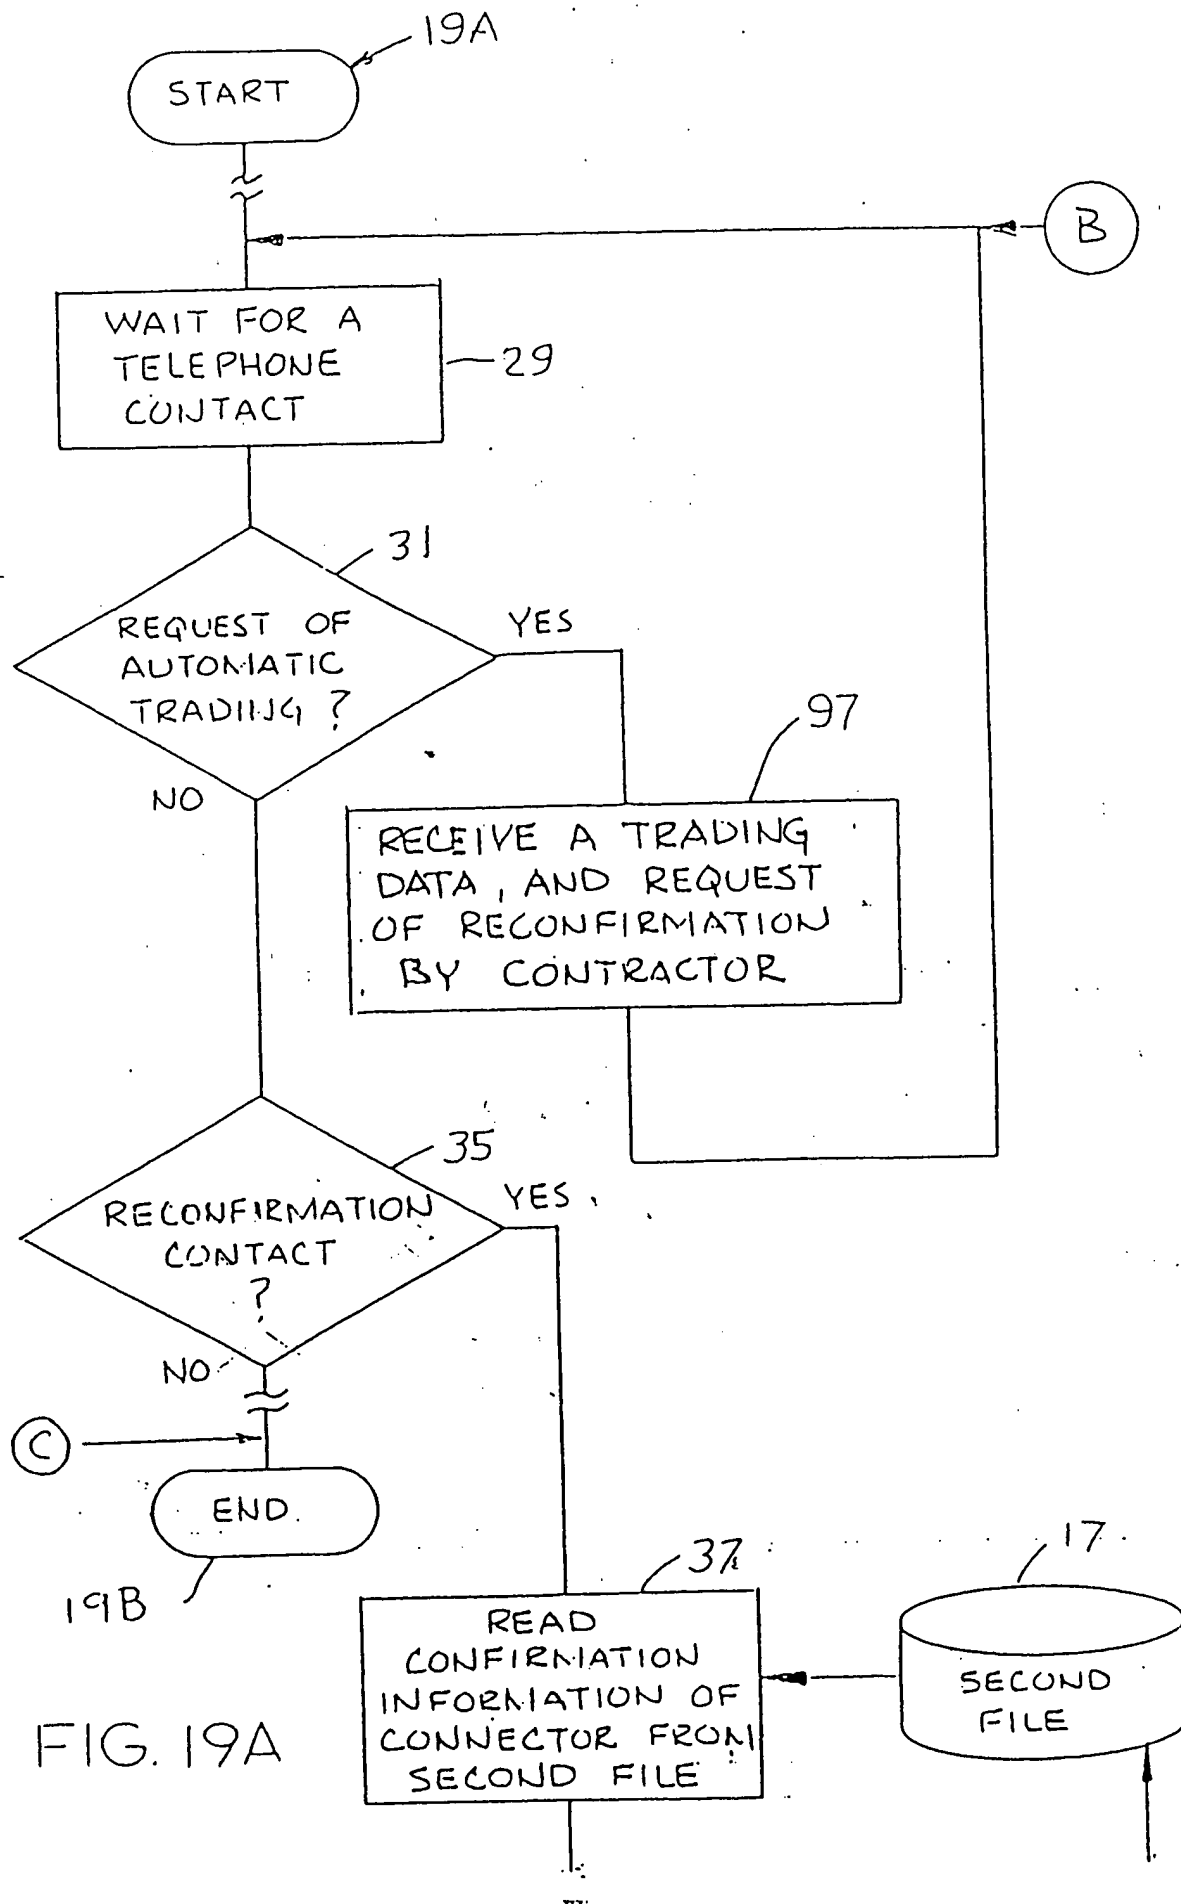 19A
START
B
WAIT FOR A
TELEPHONE
CONTACT
29
31
REQUEST OF
AUTOMATIC
TRADING ?
YES
NO
97
RECEIVE A TRADING
DATA, AND REQUEST
OF RECONFIRMATION
BY CONTRACTOR
35
RECONFIRMATION
CONTACT
?
YES
NO
C
END
19B
37
READ
CONFIRMATION
INFORMATION OF
CONNECTOR FROM
SECOND FILE
17
SECOND
FILE
FIG. 19A